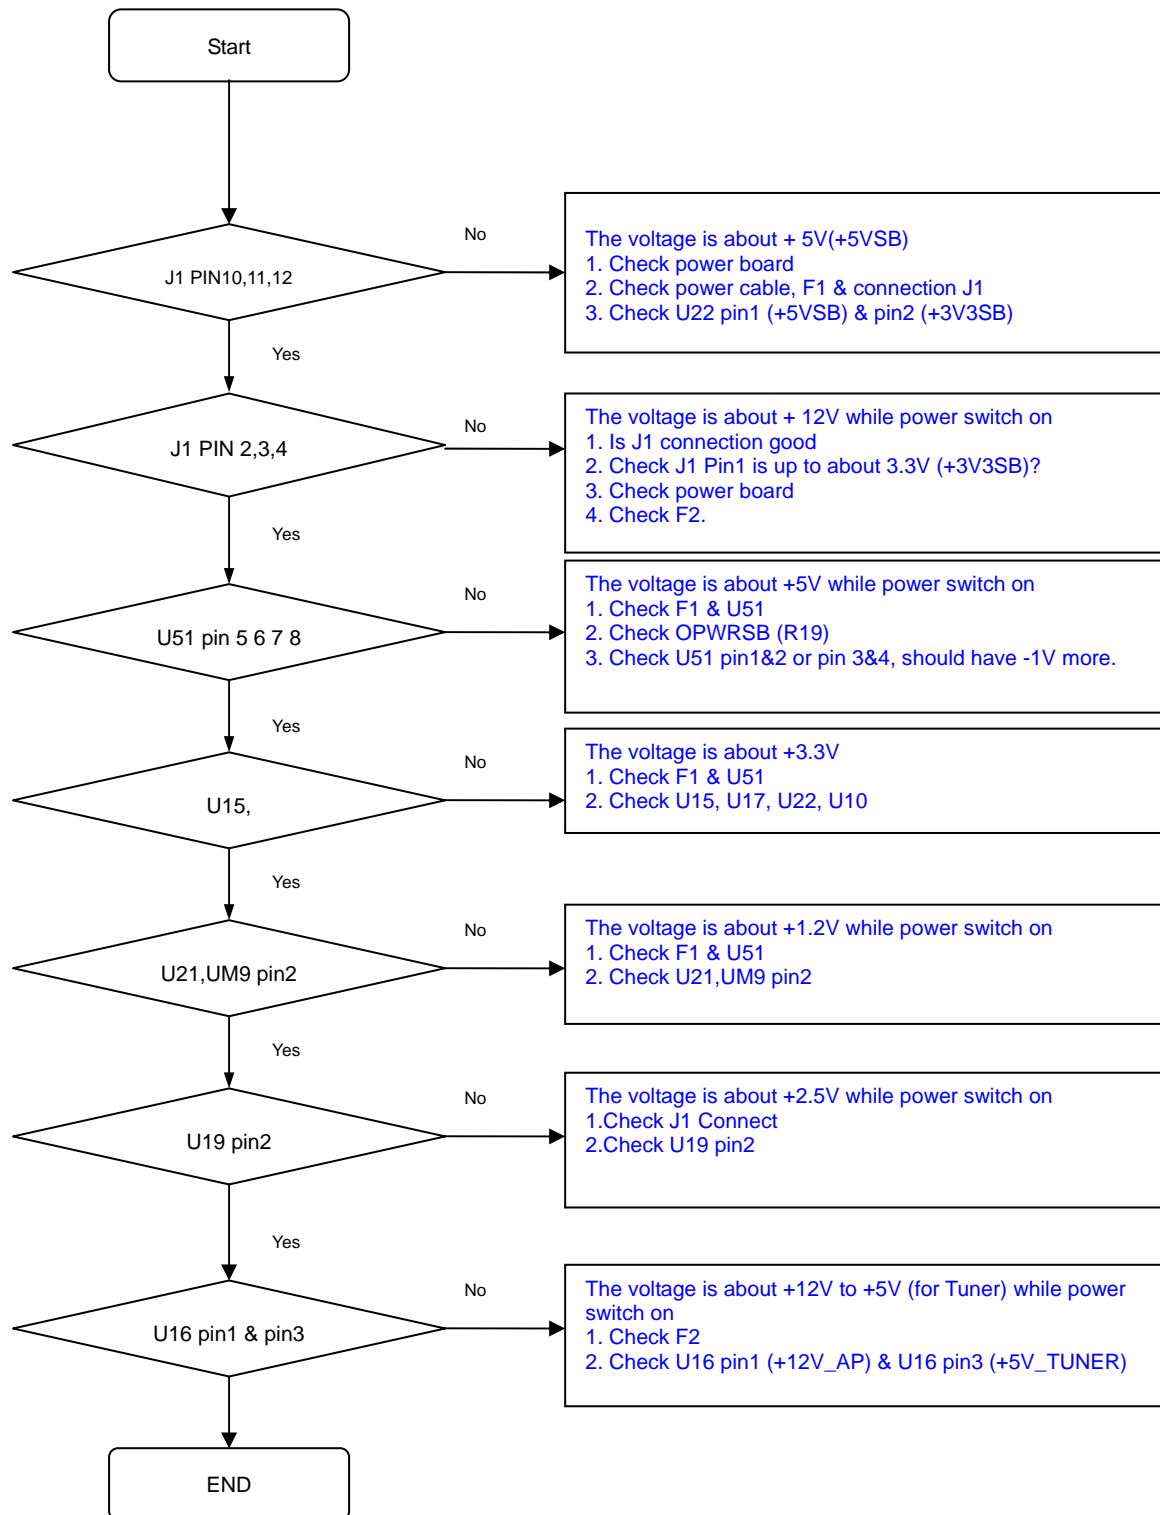 Start
J1 PIN10,11,12
No
The voltage is about + 5V(+5VSB)
1. Check power board
2. Check power cable, F1 & connection J1
3. Check U22 pin1 (+5VSB) & pin2 (+3V3SB)
Yes
J1 PIN 2,3,4
No
The voltage is about + 12V while power switch on
1. Is J1 connection good
2. Check J1 Pin1 is up to about 3.3V (+3V3SB)?
3. Check power board
4. Check F2.
Yes
U51 pin 5 6 7 8
No
The voltage is about +5V while power switch on
1. Check F1 & U51
2. Check OPWRSB (R19)
3. Check U51 pin1&2 or pin 3&4, should have -1V more.
Yes
U15,
No
The voltage is about +3.3V
1. Check F1 & U51
2. Check U15, U17, U22, U10
Yes
U21,UM9 pin2
No
The voltage is about +1.2V while power switch on
1. Check F1 & U51
2. Check U21,UM9 pin2
Yes
U19 pin2
No
The voltage is about +2.5V while power switch on
1.Check J1 Connect
2.Check U19 pin2
Yes
U16 pin1 & pin3
No
The voltage is about +12V to +5V (for Tuner) while power
switch on
1. Check F2
2. Check U16 pin1 (+12V_AP) & U16 pin3 (+5V_TUNER)
END